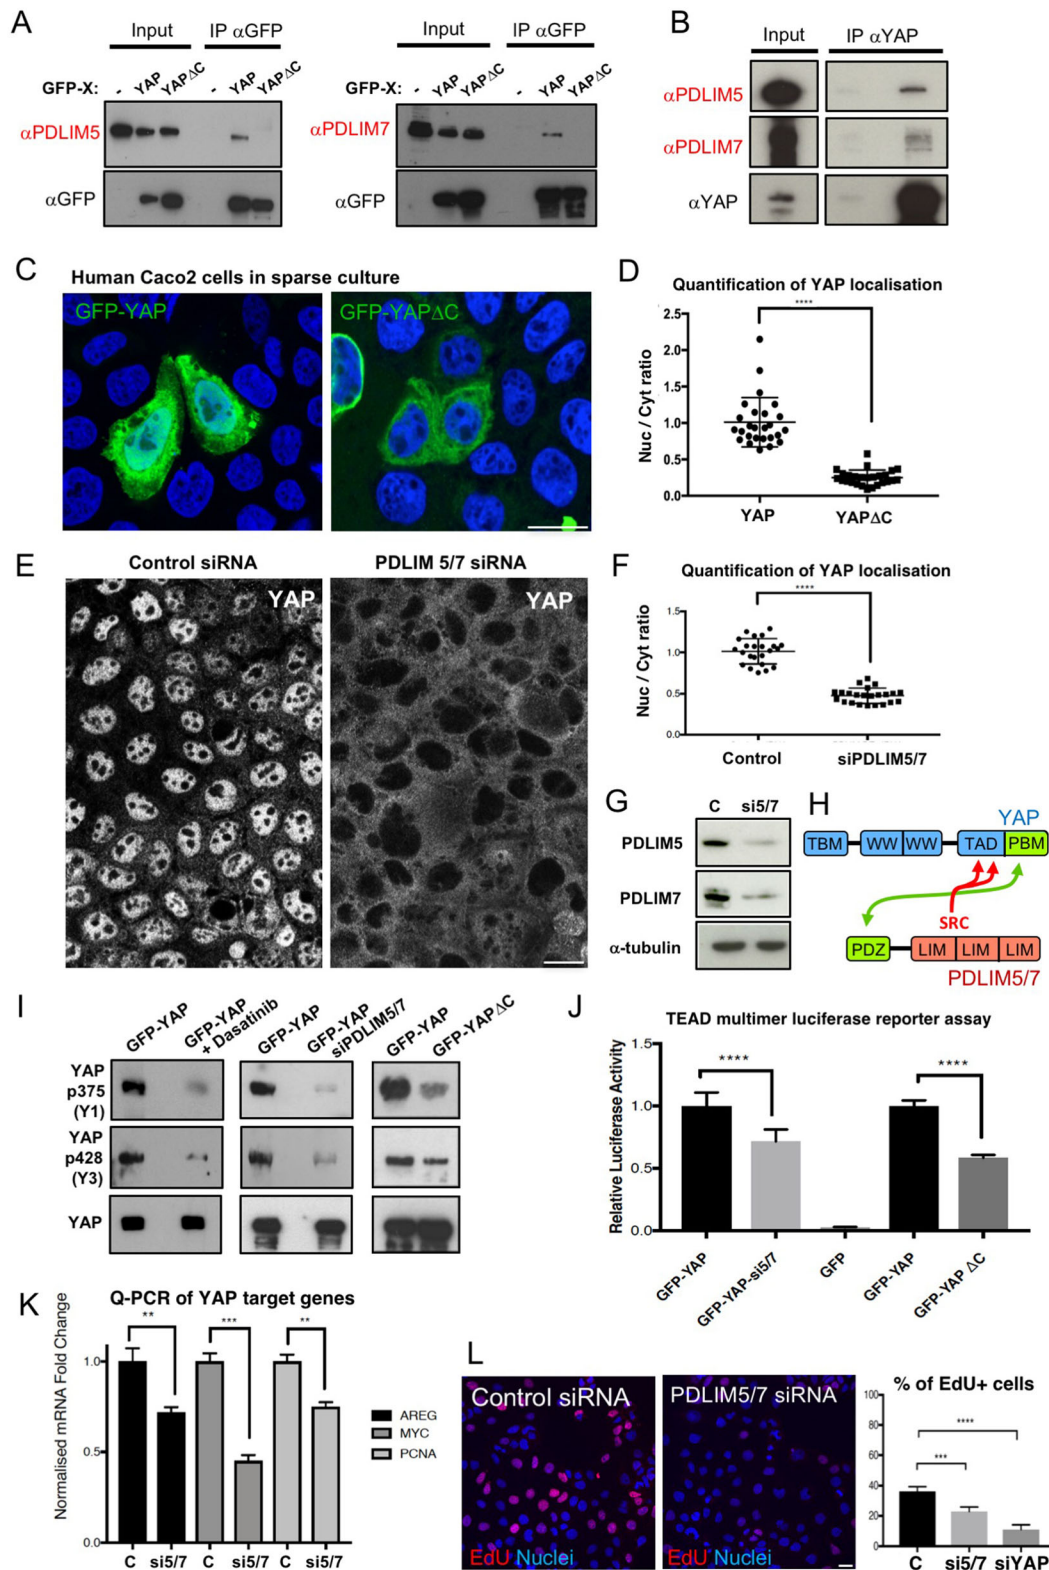 A
Input
IP αGFP
GFP-X:
-
YAP
YAPΔC
-
YAP
YAPΔC
αPDLIM5
αGFP
Input
IP αGFP
GFP-X:
-
YAP
YAPΔC
-
YAP
YAPΔC
αPDLIM7
αGFP
B
Input
IP αYAP
αPDLIM5
αPDLIM7
αYAP
C
Human Caco2 cells in sparse culture
GFP-YAP
GFP-YAPΔC
D
Quantification of YAP localisation
****
Nuc / Cyt ratio
2.5
2.0
1.5
1.0
0.5
0.0
YAP
YAPΔC
E
Control siRNA
PDLIM 5/7 siRNA
YAP
YAP
F
Quantification of YAP localisation
****
Nuc / Cyt ratio
1.5
1.0
0.5
0.0
Control
siPDLIM5/7
G
C
si5/7
PDLIM5
PDLIM7
α-tubulin
H
YAP
TBM
WW
WW
TAD
PBM
SRC
PDZ
LIM
LIM
LIM
PDLIM5/7
I
GFP-YAP
GFP-YAP
+ Dasatinib
GFP-YAP
GFP-YAP
siPDLIM5/7
GFP-YAP
GFP-YAPΔC
YAP
p375
(Y1)
YAP
p428
(Y3)
YAP
J
TEAD multimer luciferase reporter assay
Relative Luciferase Activity
1.5
1.0
0.5
0.0
****
****
GFP-YAP
GFP-YAP-si5/7
GFP
GFP-YAP
GFP-YAP ΔC
K
Q-PCR of YAP target genes
Normalised mRNA Fold Change
1.0
0.5
0.0
**
***
**
C
si5/7
C
si5/7
C
si5/7
AREG
MYC
PCNA
L
Control siRNA
EdU Nuclei
PDLIM5/7 siRNA
EdU Nuclei
% of EdU+ cells
100
80
60
40
20
0
****
***
C
si5/7
siYAP